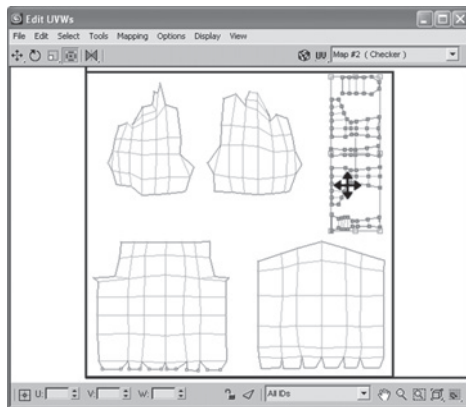 Edit UVWs
File Edit Select Tools Mapping Options Display View
UV Map #2 ( Checker )
U: V: W: All IDs